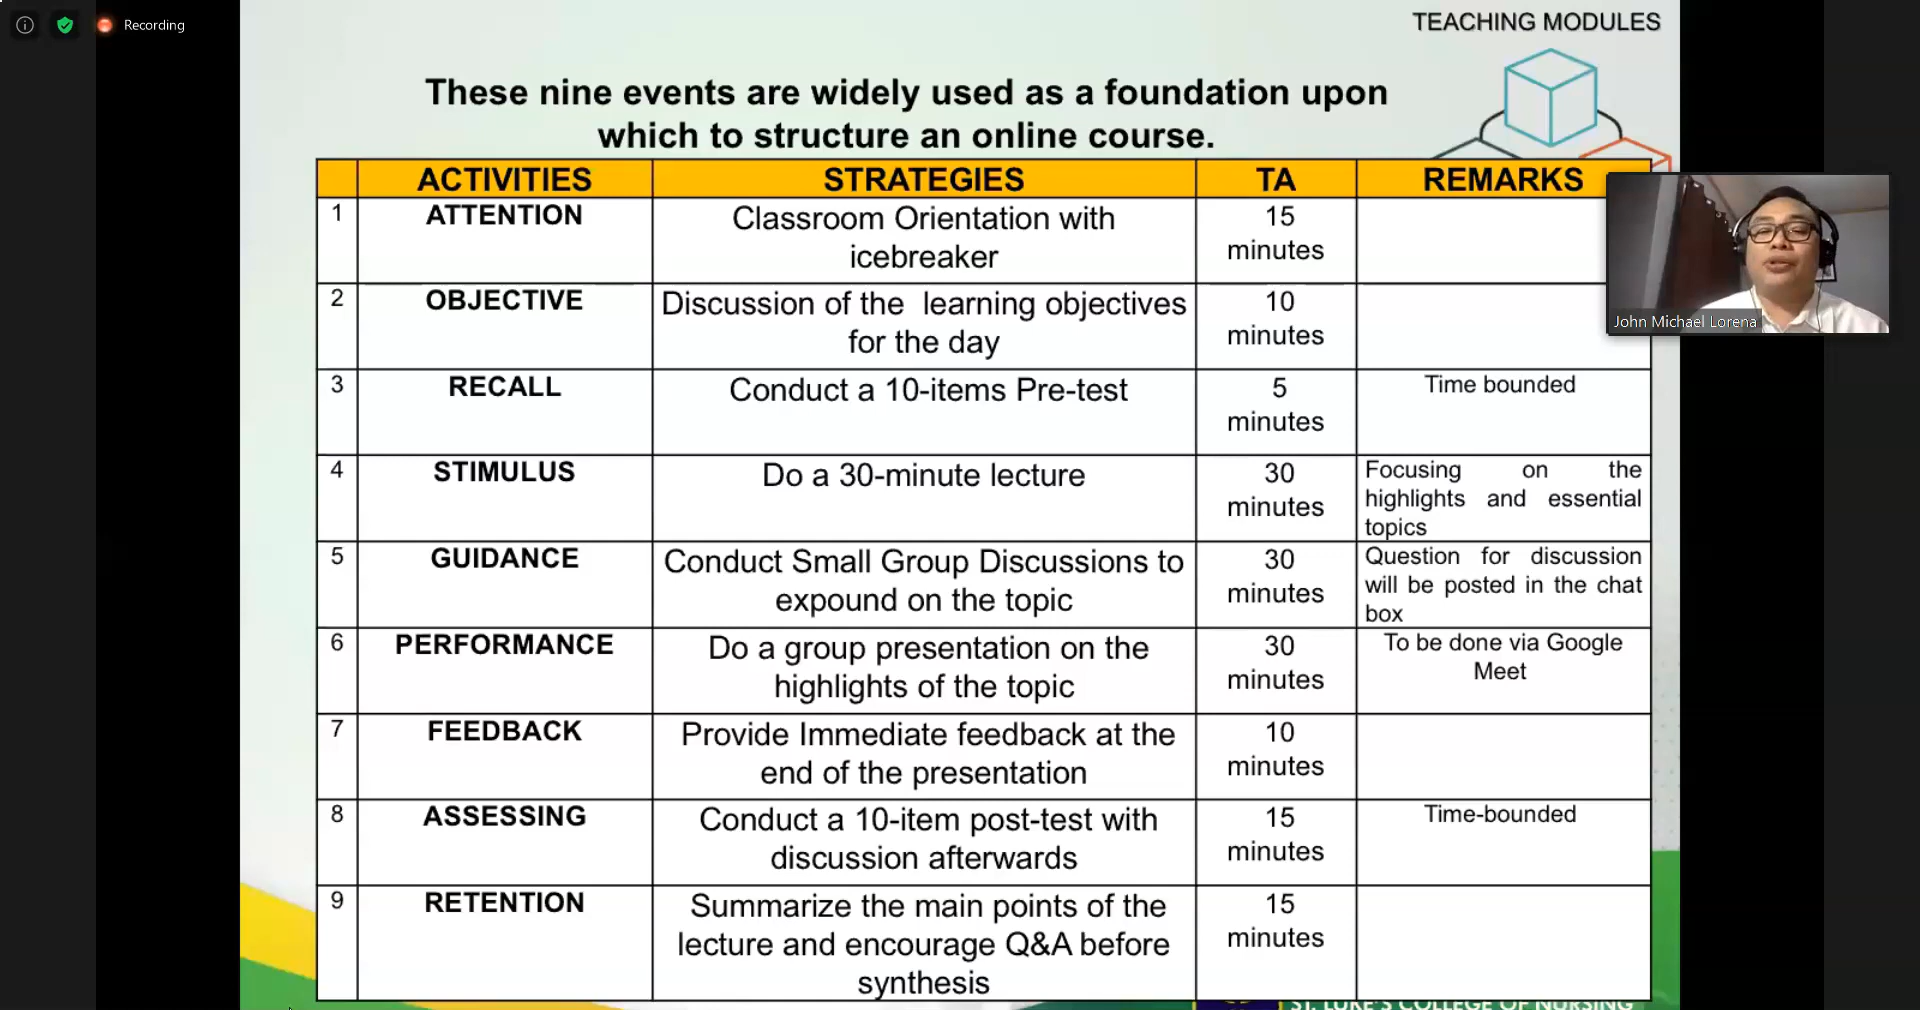 Recording
TEACHING MODULES
These nine events are widely used as a foundation upon
which to structure an online course.
ACTIVITIES STRATEGIES TA REMARKS
1 ATTENTION Classroom Orientation with 15
icebreaker minutes
2 OBJECTIVE Discussion of the learning objectives 10
for the day minutes
John Michael Lorena
3 RECALL Conduct a 10-items Pre-test 5 Time bounded
minutes
4 STIMULUS Do a 30-minute lecture 30 Focusing on the
minutes highlights and essential
topics
5 GUIDANCE Conduct Small Group Discussions to 30 Question for discussion
expound on the topic minutes will be posted in the chat
box
6 PERFORMANCE Do a group presentation on the 30 To be done via Google
highlights of the topic minutes Meet
7 FEEDBACK Provide Immediate feedback at the 10
end of the presentation minutes
8 ASSESSING Conduct a 10-item post-test with 15 Time-bounded
discussion afterwards minutes
9 RETENTION Summarize the main points of the 15
lecture and encourage Q&A before minutes
synthesis
ST. LUKE'S COLLEGE OF NURSING